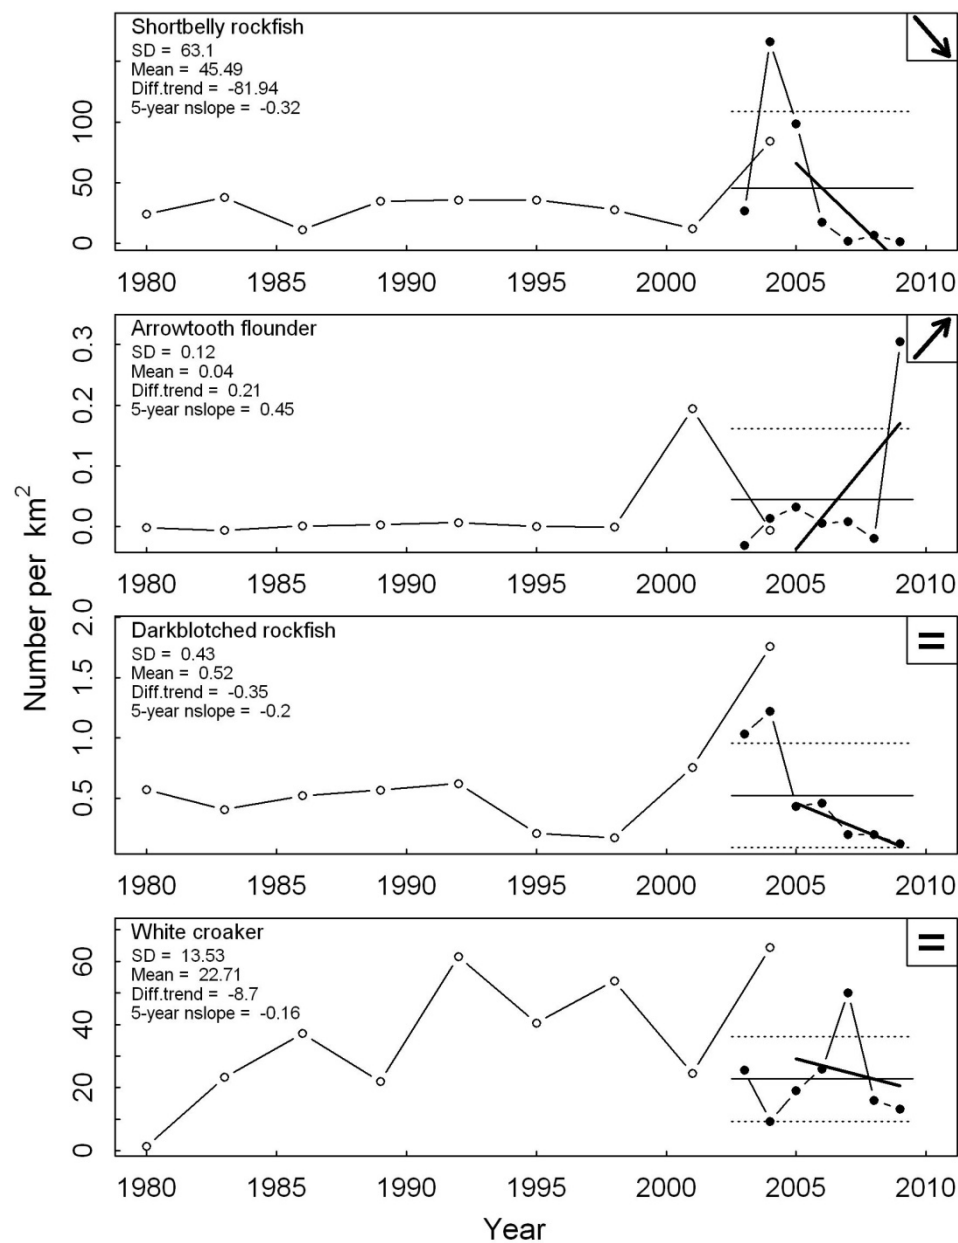 Shortbelly rockfish
SD = 63.1
Mean = 45.49
Diff.trend = -81.94
5-year nslope = -0.32
100
50
0
1980 1985 1990 1995 2000 2005 2010
Arrowtooth flounder
SD = 0.12
Mean = 0.04
Diff.trend = 0.21
5-year nslope = 0.45
0.3
0.2
0.1
0.0
1980 1985 1990 1995 2000 2005 2010
Number per km²
Darkblotched rockfish
SD = 0.43
Mean = 0.52
Diff.trend = -0.35
5-year nslope = -0.2
=
2.0
1.5
1.0
0.5
1980 1985 1990 1995 2000 2005 2010
White croaker
SD = 13.53
Mean = 22.71
Diff.trend = -8.7
5-year nslope = -0.16
=
60
40
20
0
1980 1985 1990 1995 2000 2005 2010
Year